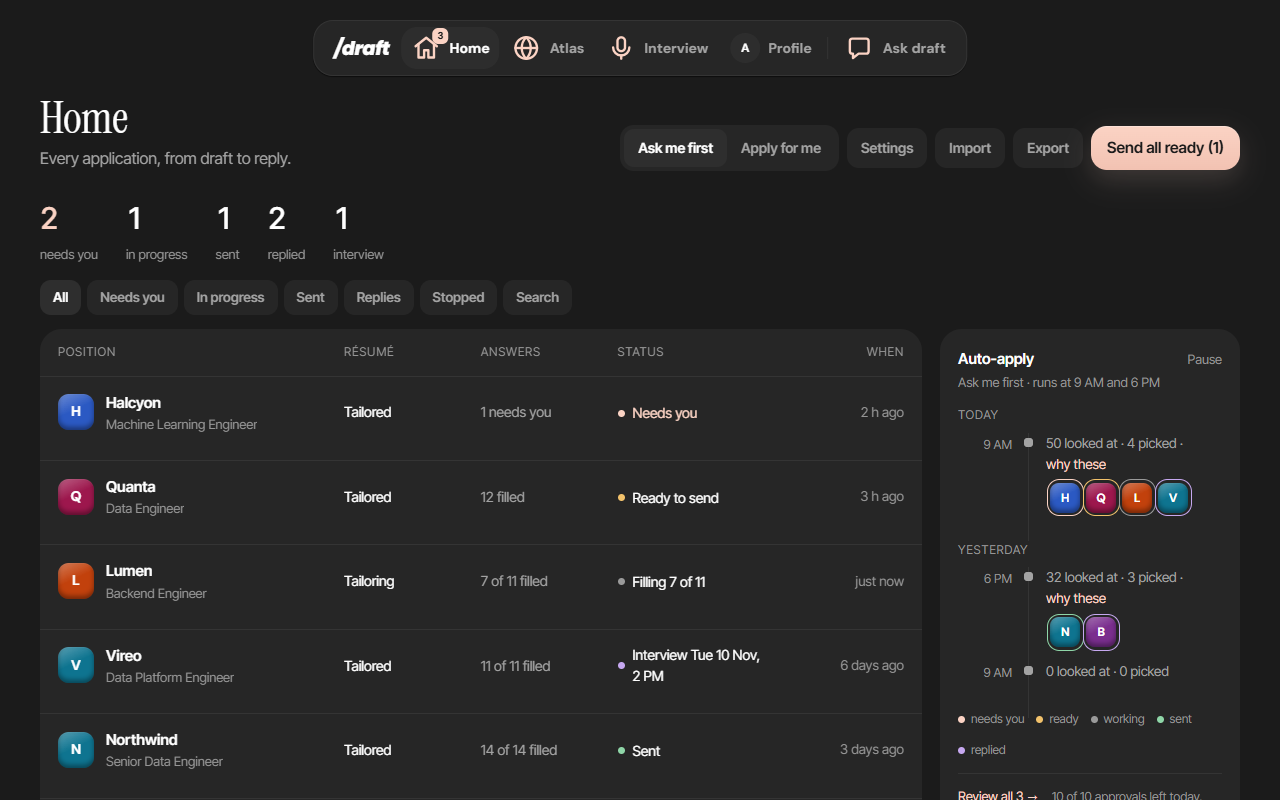 /draft
3
Home
Atlas
Interview
A
Profile
Ask draft
Home
Every application, from draft to reply.
Ask me first
Apply for me
Settings
Import
Export
Send all ready (1)
2
needs you
1
in progress
1
sent
2
replied
1
interview
All
Needs you
In progress
Sent
Replies
Stopped
Search
POSITION
RÉSUMÉ
ANSWERS
STATUS
WHEN
H
Halcyon
Machine Learning Engineer
Tailored
1 needs you
Needs you
2 h ago
Q
Quanta
Data Engineer
Tailored
12 filled
Ready to send
3 h ago
L
Lumen
Backend Engineer
Tailoring
7 of 11 filled
Filling 7 of 11
just now
V
Vireo
Data Platform Engineer
Tailored
11 of 11 filled
Interview Tue 10 Nov,
2 PM
6 days ago
N
Northwind
Senior Data Engineer
Tailored
14 of 14 filled
Sent
3 days ago
Auto-apply
Pause
Ask me first · runs at 9 AM and 6 PM
TODAY
9 AM
50 looked at · 4 picked ·
why these
H Q L V
YESTERDAY
6 PM
32 looked at · 3 picked ·
why these
N B
9 AM
0 looked at · 0 picked
needs you
ready
working
sent
replied
Review all 3 →
10 of 10 approvals left today.